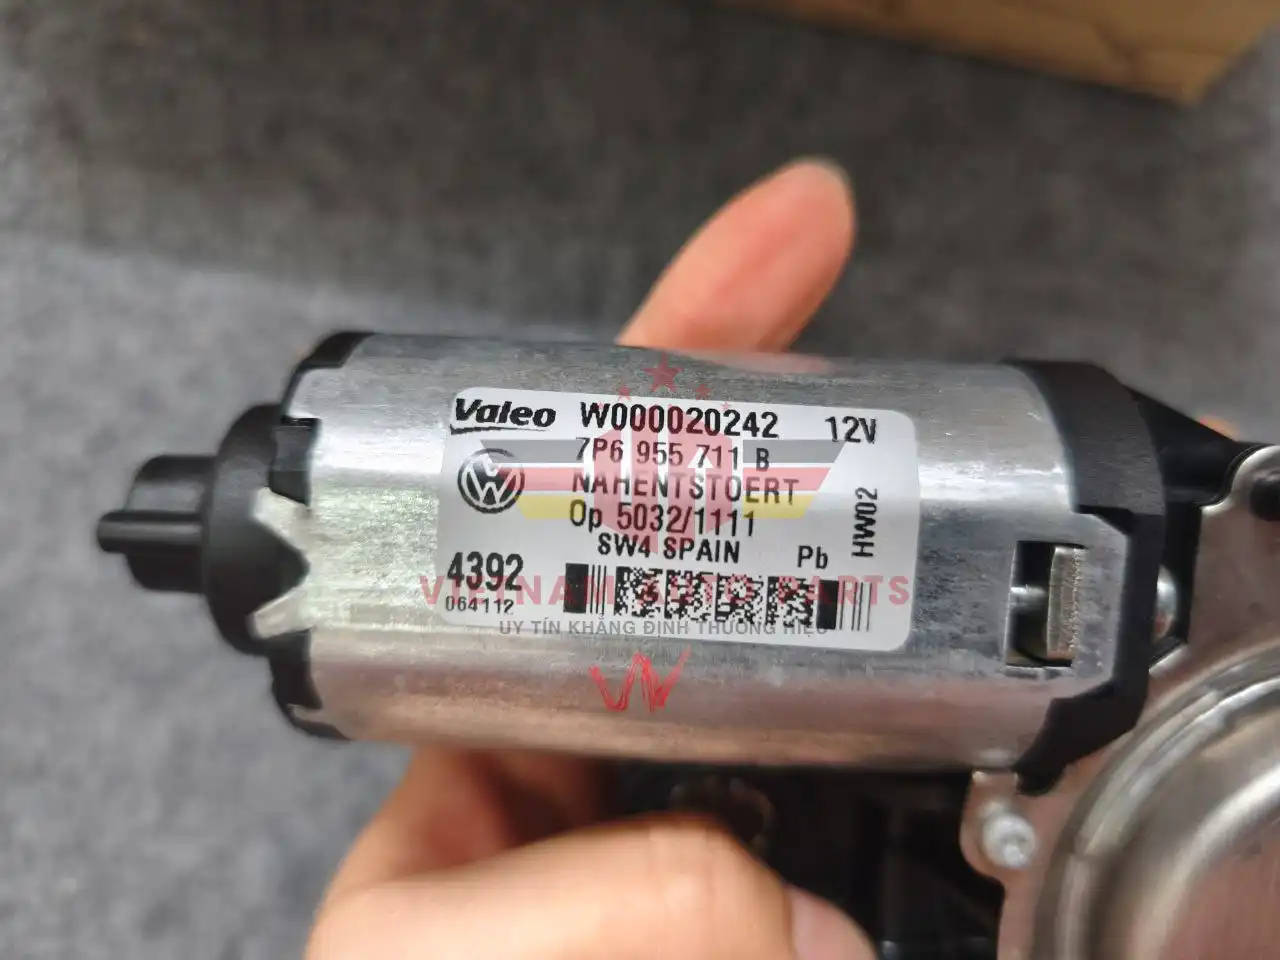 Valeo W000020242 12V
7P6 955 711 B
NAHENTSTOERT
Op 5032/1111
SW4 SPAIN Pb
HW02
4392
064112
VIETNAM AUTO PARTS
UY TÍN KHẲNG ĐỊNH THƯƠNG HIỆU